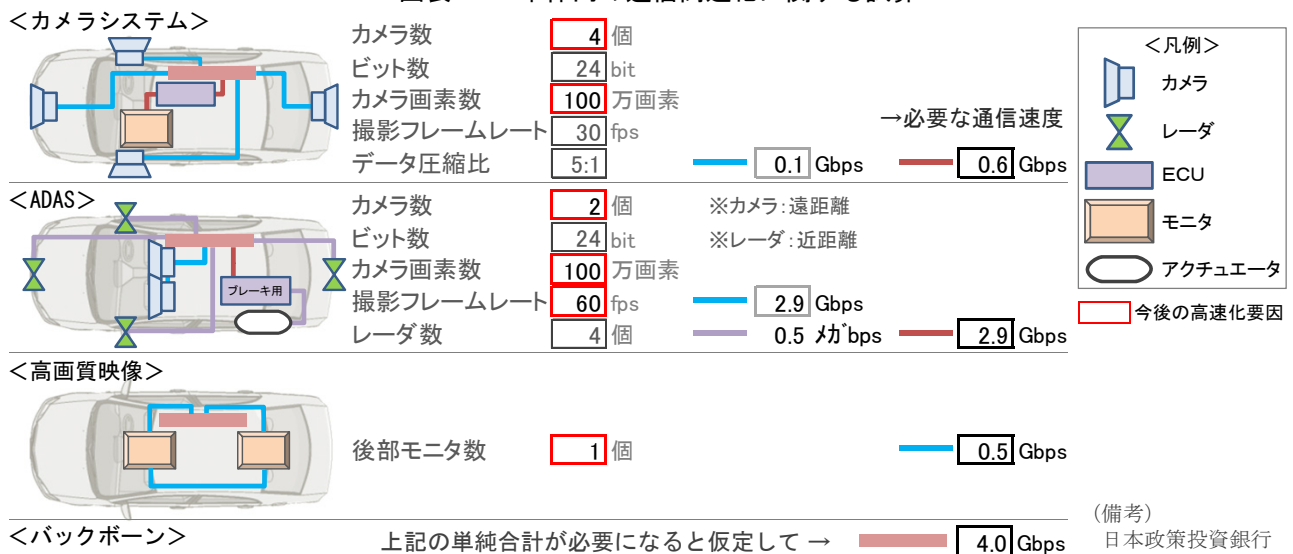 <カメラシステム>
カメラ数 4 個
ビット数 24 bit
カメラ画素数 100 万画素
撮影フレームレート 30 fps →必要な通信速度
データ圧縮比 5:1 0.1 Gbps 0.6 Gbps
<ADAS>
カメラ数 2 個 ※カメラ:遠距離
ビット数 24 bit ※レーダ:近距離
カメラ画素数 100 万画素
ブレーキ用
撮影フレームレート 60 fps 2.9 Gbps
レーダ数 4 個 0.5 メガbps 2.9 Gbps
<高画質映像>
後部モニタ数 1 個 0.5 Gbps
<バックボーン> 上記の単純合計が必要になると仮定して → 4.0 Gbps
<凡例>
カメラ
レーダ
ECU
モニタ
アクチュエータ
今後の高速化要因
(備考)
日本政策投資銀行